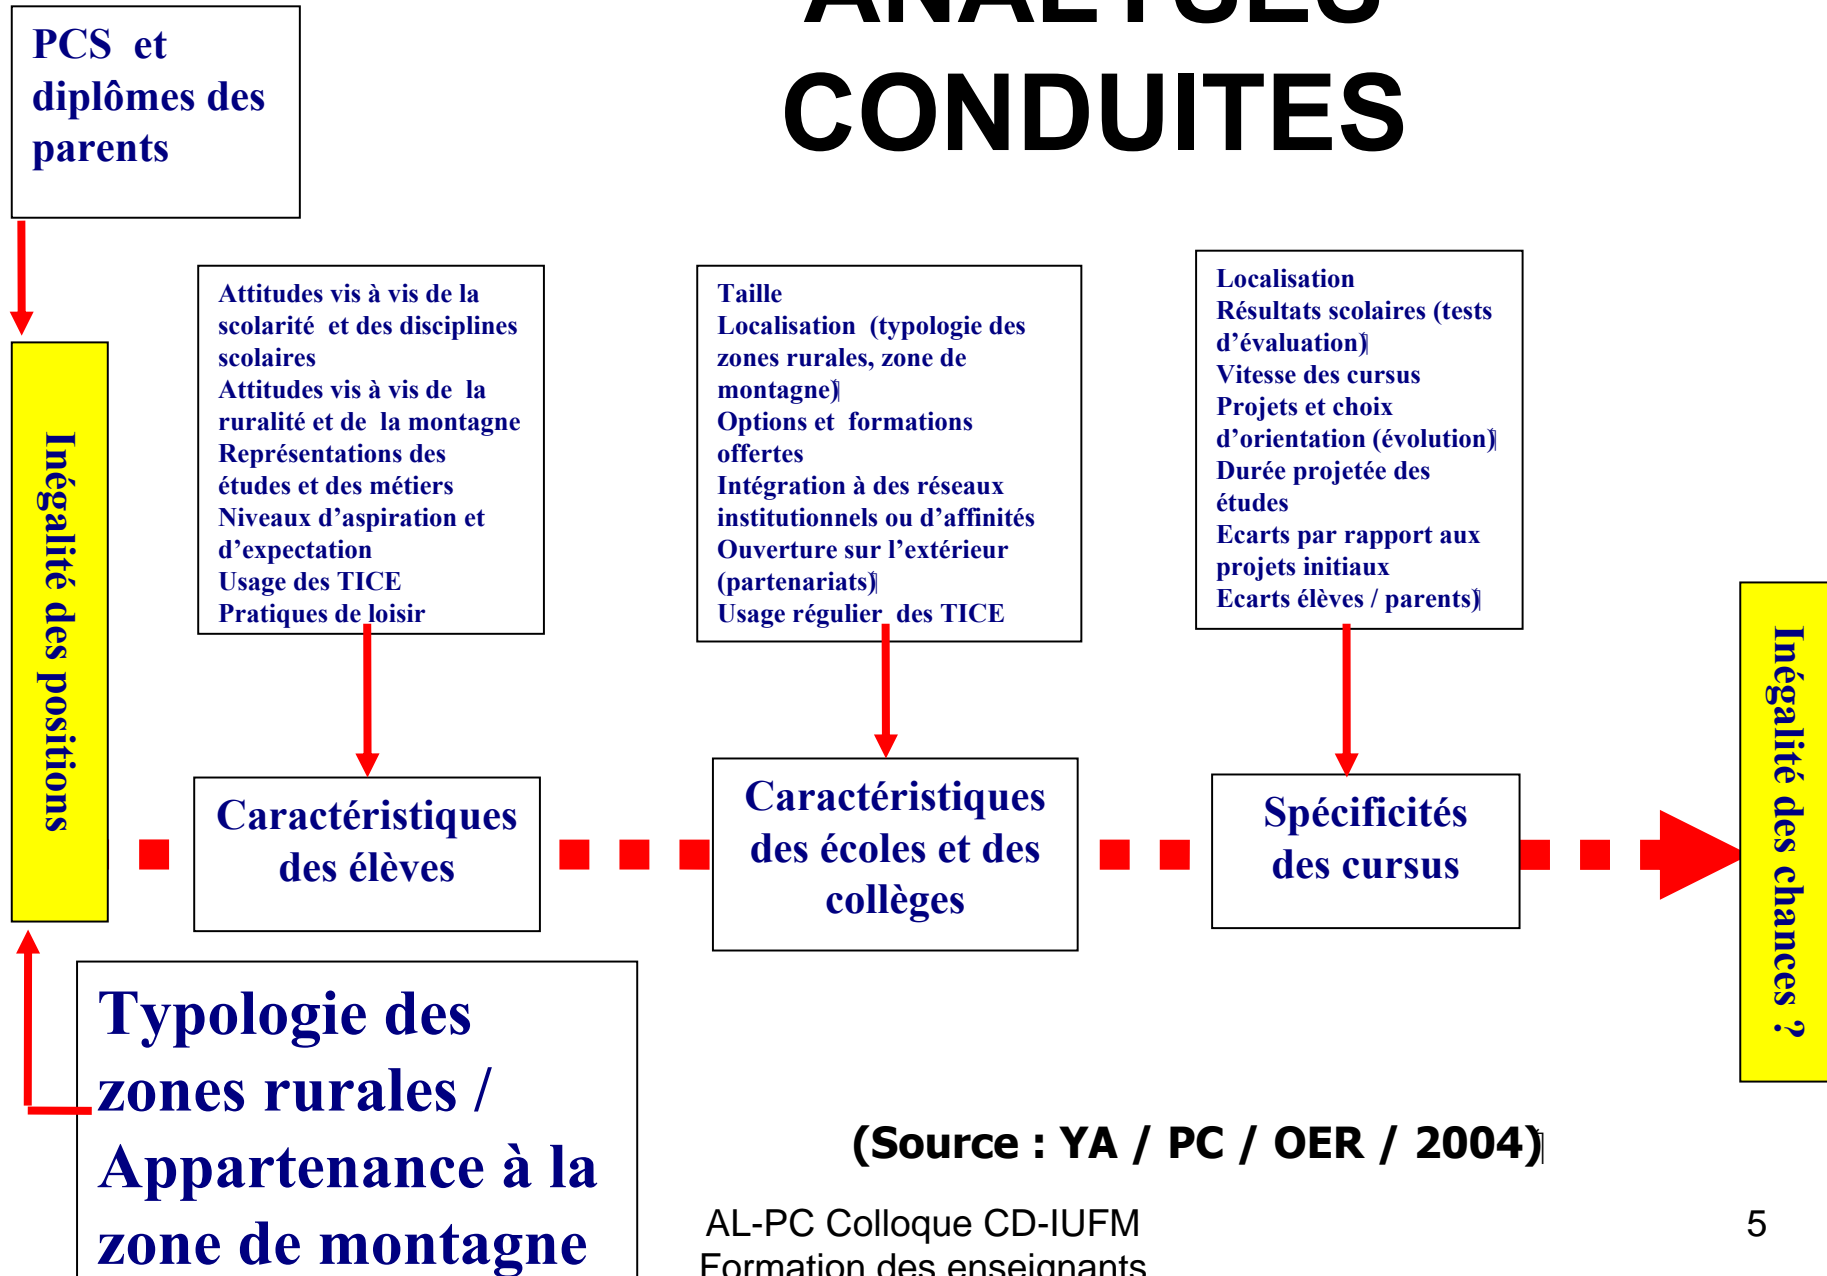 ANALYSES
CONDUITES
PCS et
diplômes des
parents
Inégalité des positions
Attitudes vis à vis de la
scolarité et des disciplines
scolaires
Attitudes vis à vis de la
ruralité et de la montagne
Représentations des
études et des métiers
Niveaux d’aspiration et
d’expectation
Usage des TICE
Pratiques de loisir
Taille
Localisation (typologie des
zones rurales, zone de
montagne)
Options et formations
offertes
Intégration à des réseaux
institutionnels ou d’affinités
Ouverture sur l’extérieur
(partenariats)
Usage régulier des TICE
Localisation
Résultats scolaires (tests
d’évaluation)
Vitesse des cursus
Projets et choix
d’orientation (évolution)
Durée projetée des
études
Ecarts par rapport aux
projets initiaux
Ecarts élèves / parents)
Caractéristiques
des élèves
Caractéristiques
des écoles et des
collèges
Spécificités
des cursus
Inégalité des chances ?
Typologie des
zones rurales /
Appartenance à la
zone de montagne
(Source : YA / PC / OER / 2004)
AL-PC Colloque CD-IUFM
Formation des enseignants
5